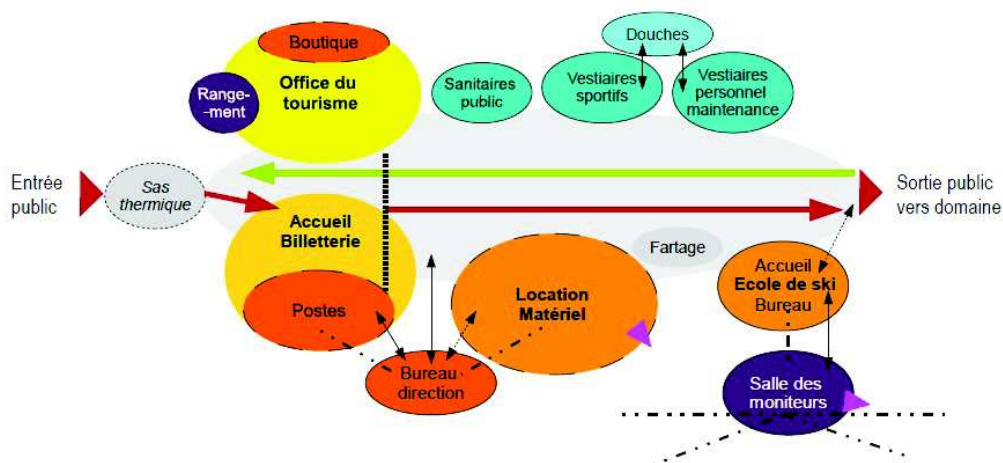 Boutique
Office du
tourisme
Range-
-ment
Douches
Sanitaires
public
Vestiaires
sportifs
Vestiaires
personnel
maintenance
Entrée
public
Sas
thermique
Sortie public
vers domaine
Accueil
Billetterie
Postes
Fartage
Location
Matériel
Accueil
Ecole de ski
Bureau
Bureau
direction
Salle des
moniteurs